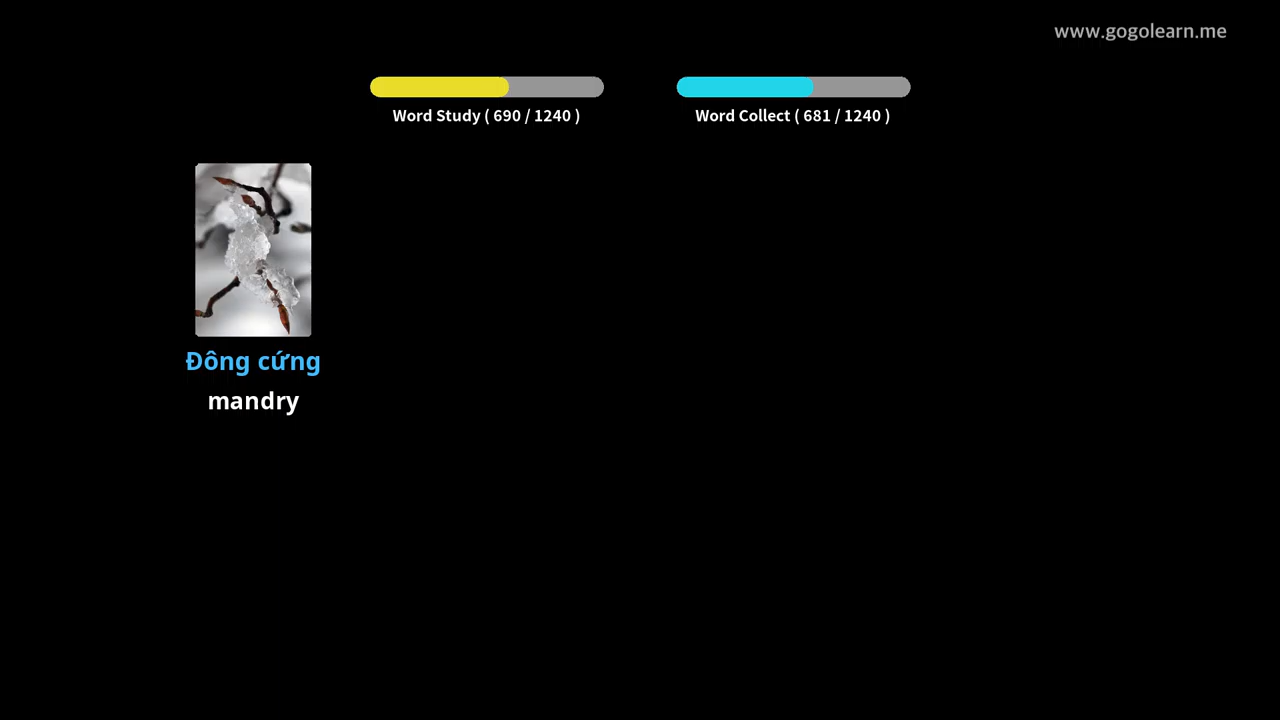 www.gogolearn.me
Word Study ( 690 / 1240 )
Word Collect ( 681 / 1240 )
Đông cứng
mandry